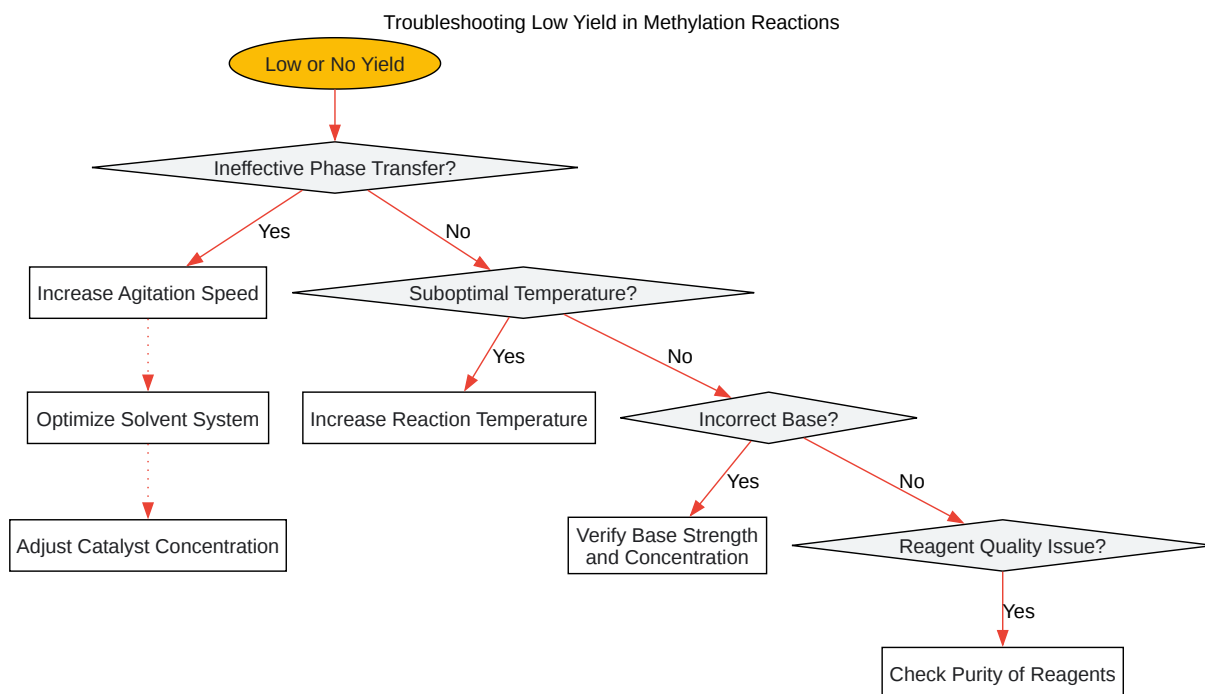 Troubleshooting Low Yield in Methylation Reactions
Low or No Yield
Ineffective Phase Transfer?
Yes
No
Increase Agitation Speed
Suboptimal Temperature?
Yes
No
Optimize Solvent System
Increase Reaction Temperature
Incorrect Base?
Yes
No
Adjust Catalyst Concentration
Verify Base Strength
and Concentration
Reagent Quality Issue?
Yes
Check Purity of Reagents